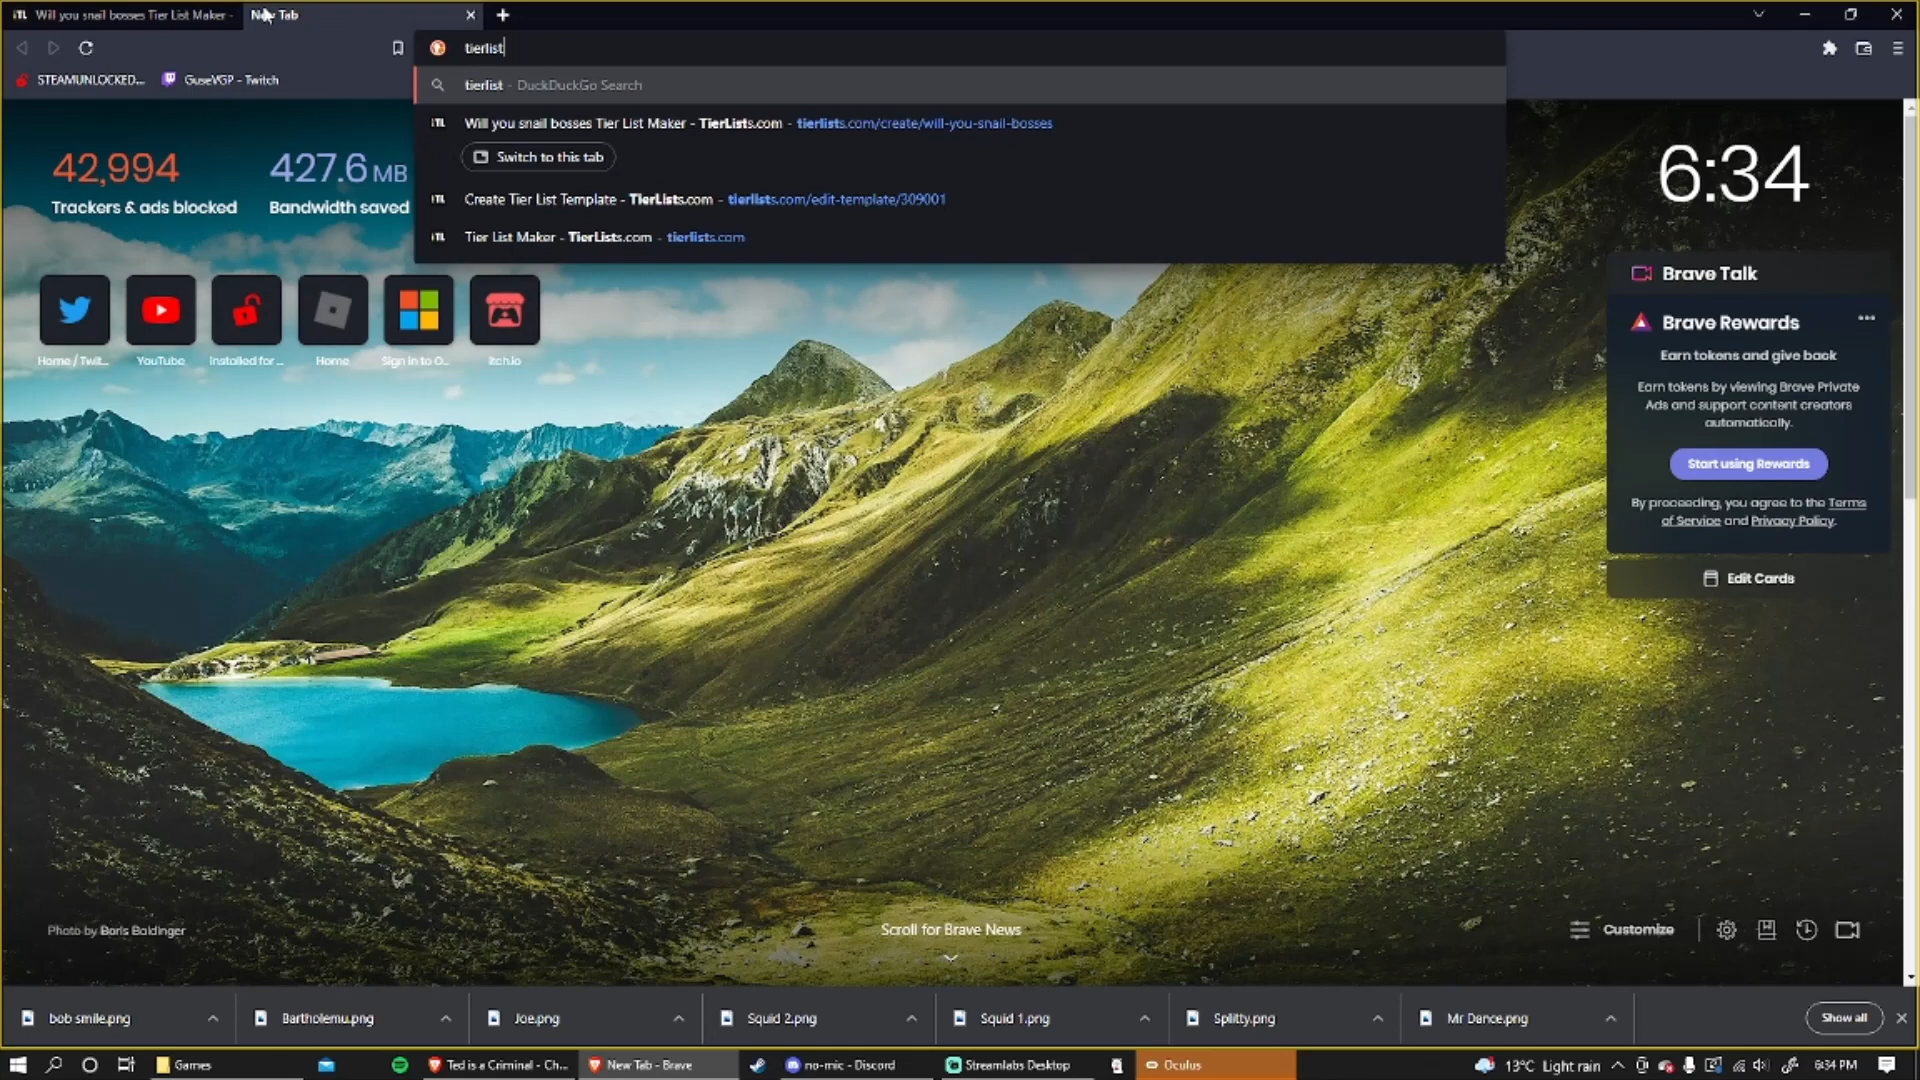 Will you snail bosses Tier List Maker -
New Tab
tierlist
STEAMUNLOCKED...
GuseVGP - Twitch
tierlist - DuckDuckGo Search
Will you snail bosses Tier List Maker - TierLists.com - tierlists.com/create/will-you-snail-bosses
Switch to this tab
Create Tier List Template - TierLists.com - tierlists.com/edit-template/309001
Tier List Maker - TierLists.com - tierlists.com
42,994
Trackers & ads blocked
427.6 MB
Bandwidth saved
6:34
Home / Twit...
YouTube
Installed for ...
Home
Sign in to O...
itch.io
Brave Talk
Brave Rewards
Earn tokens and give back
Earn tokens by viewing Brave Private
Ads and support content creators
automatically.
Start using Rewards
By proceeding, you agree to the Terms
of Service and Privacy Policy.
Edit Cards
Photo by Boris Baldinger
Scroll for Brave News
Customize
bob smile.png
Bartholemu.png
Joe.png
Squid 2.png
Squid 1.png
Splitty.png
Mr Dance.png
Show all
Games
Ted is a Criminal - Ch...
New Tab - Brave
no-mic - Discord
Streamlabs Desktop
Oculus
13°C Light rain
6:34 PM